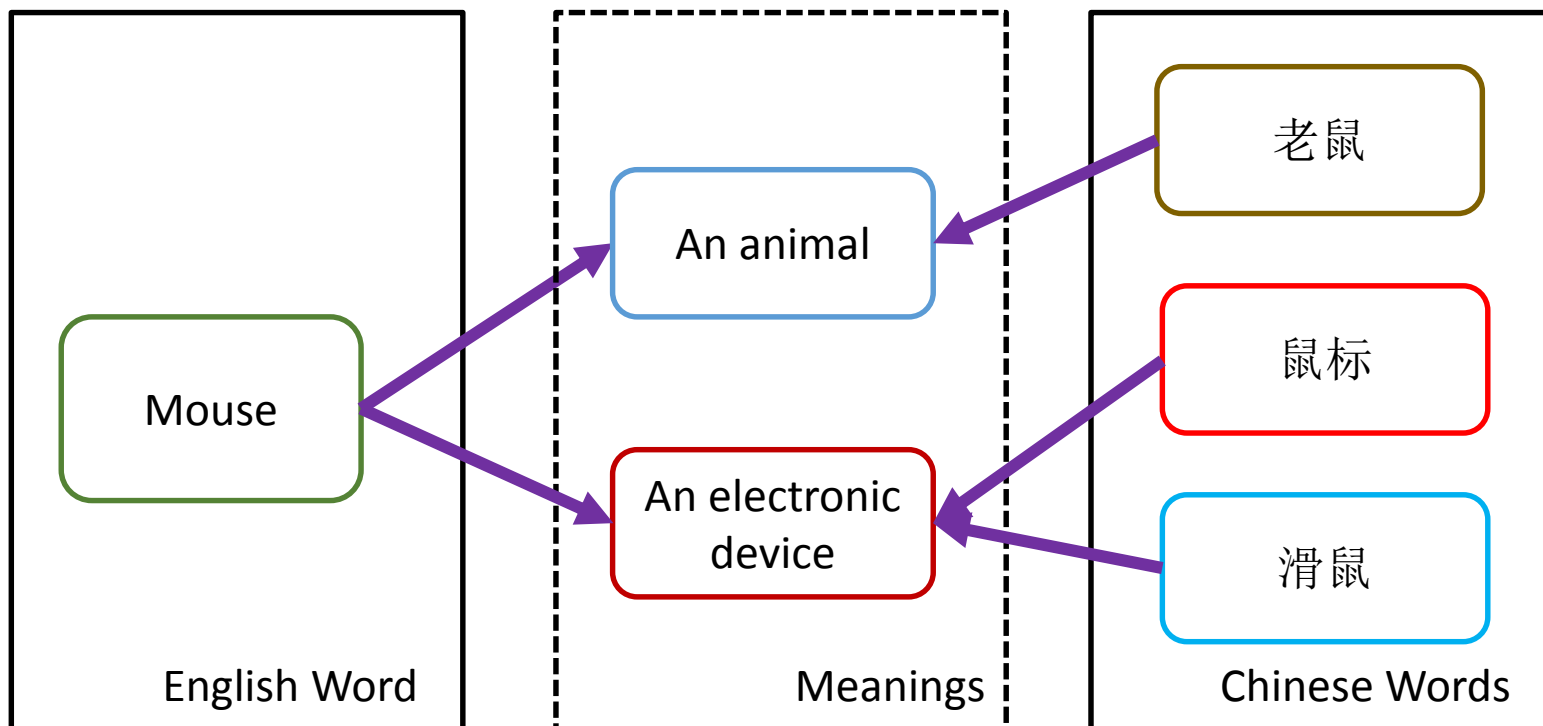 Mouse
English Word
An animal
An electronic
device
Meanings
老鼠
鼠标
滑鼠
Chinese Words